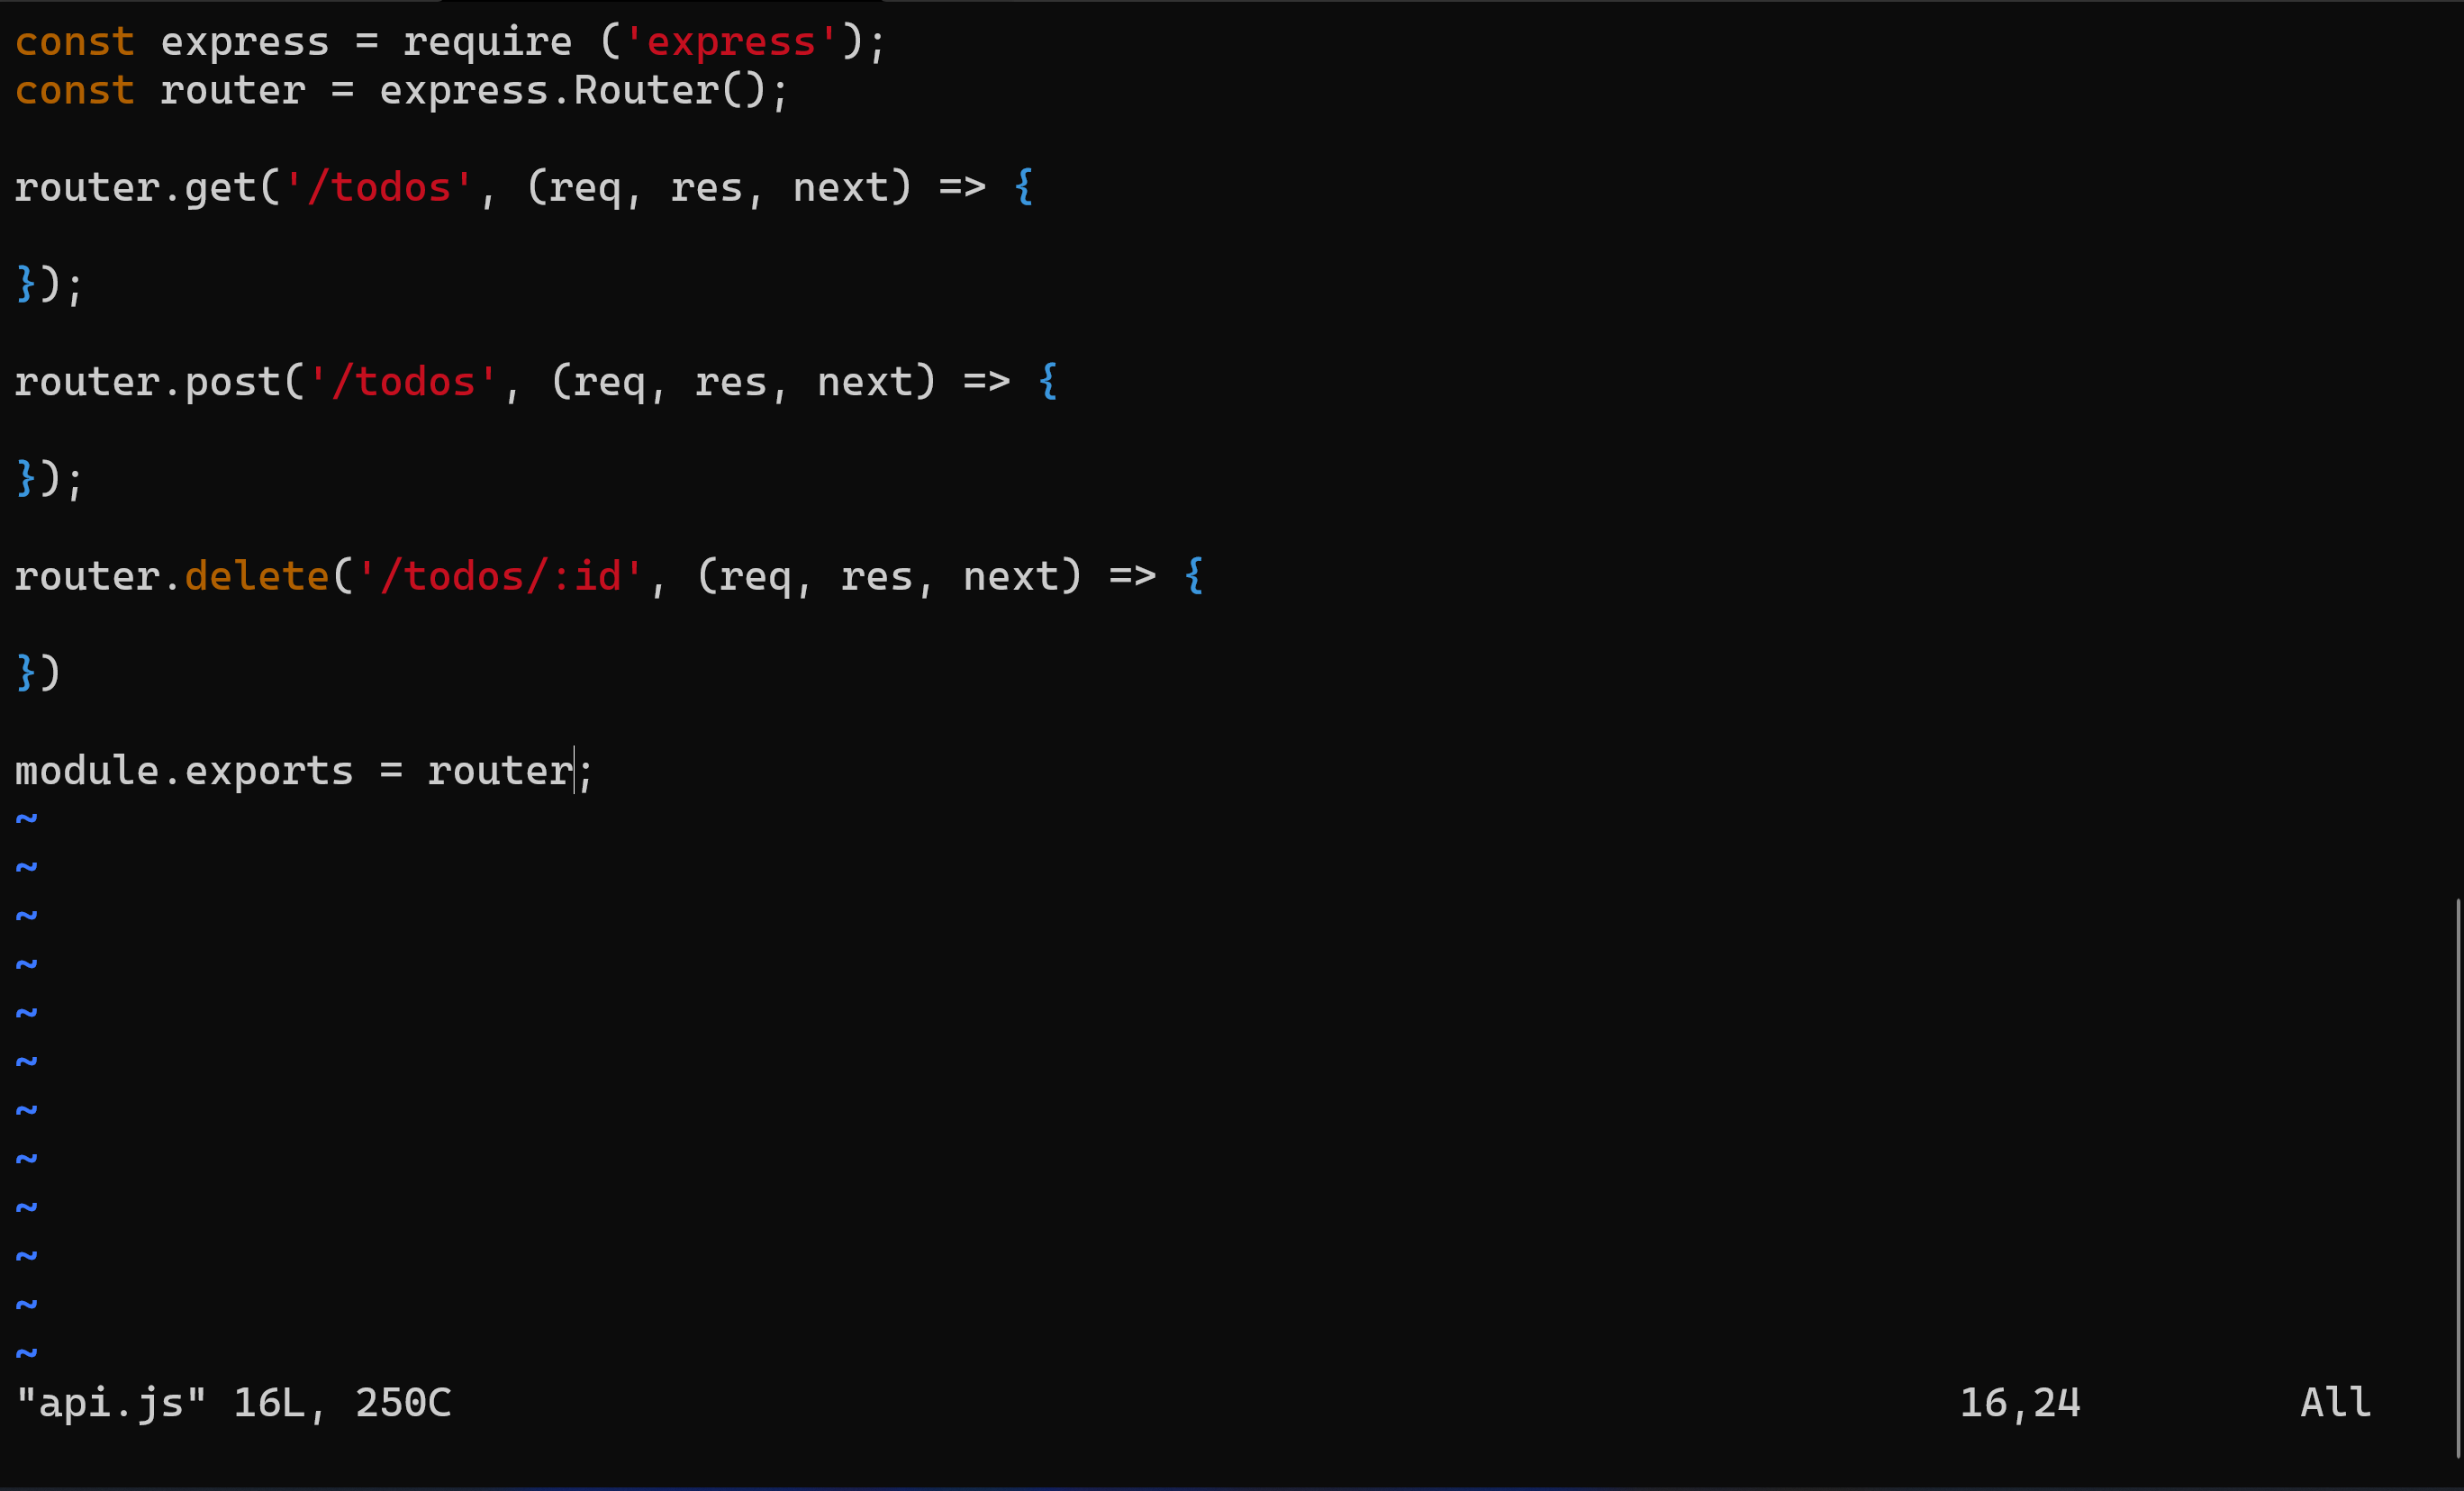 const express = require ('express');
const router = express.Router();
router.get('/todos', (req, res, next) => {
});
router.post('/todos', (req, res, next) => {
});
router.delete('/todos/:id', (req, res, next) => {
})
module.exports = router;
~
~
~
~
~
~
~
~
~
~
~
~
"api.js" 16L, 250C 16,24 All